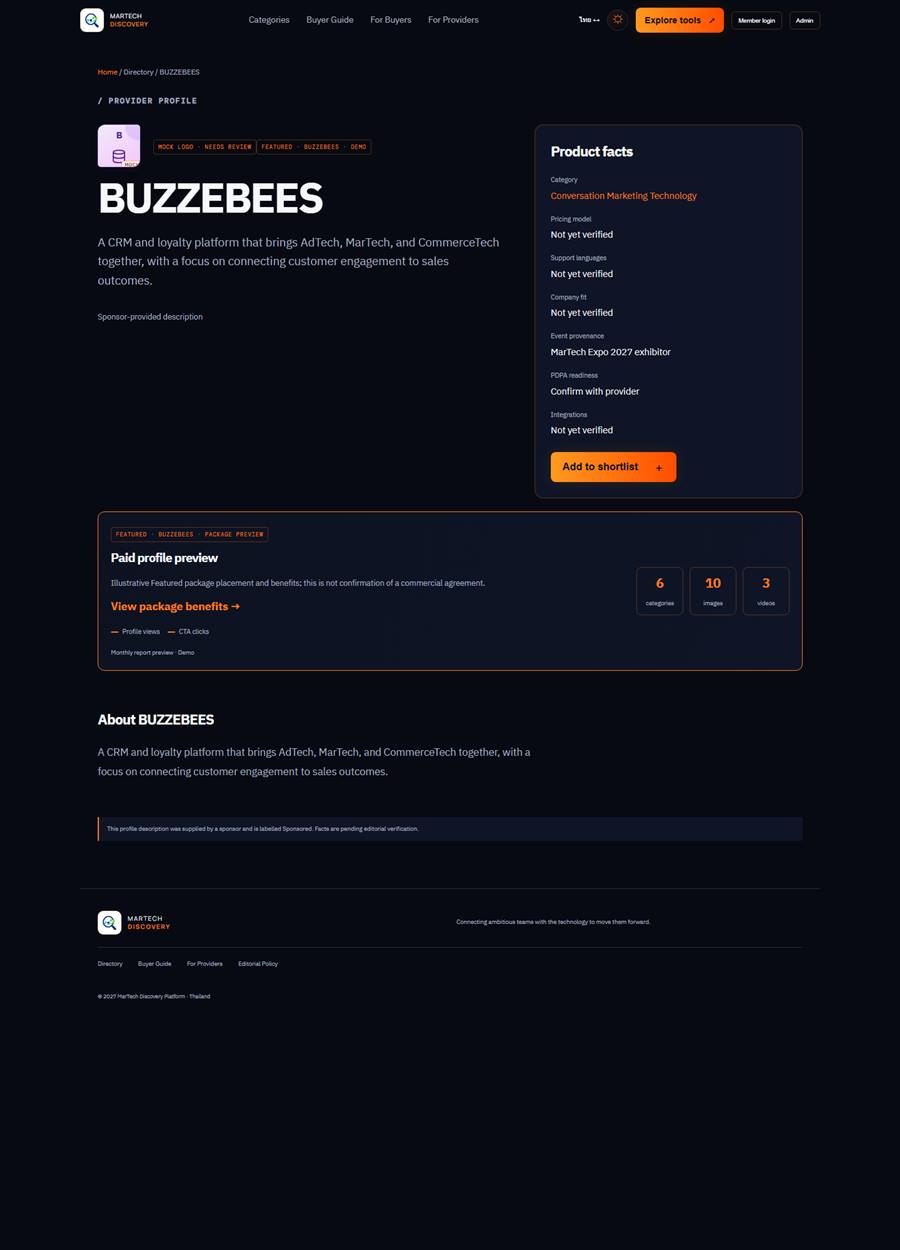 MARTECH
DISCOVERY
Categories
Buyer Guide
For Buyers
For Providers
ไทย ↔
Explore tools ↗
Member login
Admin
Home / Directory / BUZZEBEES
/ PROVIDER PROFILE
B
MOCK
MOCK LOGO · NEEDS REVIEW
FEATURED · BUZZEBEES · DEMO
BUZZEBEES
A CRM and loyalty platform that brings AdTech, MarTech, and CommerceTech
together, with a focus on connecting customer engagement to sales
outcomes.
Sponsor-provided description
Product facts
Category
Conversation Marketing Technology
Pricing model
Not yet verified
Support languages
Not yet verified
Company fit
Not yet verified
Event provenance
MarTech Expo 2027 exhibitor
PDPA readiness
Confirm with provider
Integrations
Not yet verified
Add to shortlist +
FEATURED · BUZZEBEES · PACKAGE PREVIEW
Paid profile preview
Illustrative Featured package placement and benefits; this is not confirmation of a commercial agreement.
View package benefits →
— Profile views — CTA clicks
Monthly report preview · Demo
6
categories
10
images
3
videos
About BUZZEBEES
A CRM and loyalty platform that brings AdTech, MarTech, and CommerceTech together, with a
focus on connecting customer engagement to sales outcomes.
This profile description was supplied by a sponsor and is labelled Sponsored. Facts are pending editorial verification.
MARTECH
DISCOVERY
Connecting ambitious teams with the technology to move them forward.
Directory
Buyer Guide
For Providers
Editorial Policy
© 2027 MarTech Discovery Platform · Thailand